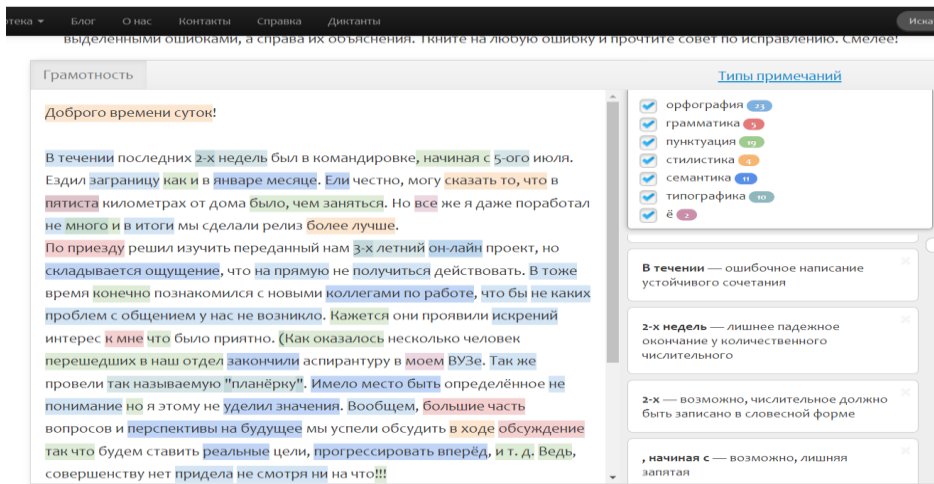 отека Блог О нас Контакты Справка Диктанты Иска
выделенными ошибками, а справа их объяснения. Ткните на любую ошибку и прочтите совет по исправлению. Смелее!
Грамотность
Типы примечаний
Доброго времени суток!
В течении последних 2-х недель был в командировке, начиная с 5-ого июля.
Ездил заграницу как и в январе месяце. Ели честно, могу сказать то, что в
пятиста километрах от дома было, чем заняться. Но все же я даже поработал
не много и в итоги мы сделали релиз более лучше.
По приезду решил изучить переданный нам 3-х летний он-лайн проект, но
складывается ощущение, что на прямую не получиться действовать. В тоже
время конечно познакомился с новыми коллегами по работе, что бы не каких
проблем с общением у нас не возникло. Кажется они проявили искрений
интерес к мне что было приятно. (Как оказалось несколько человек
перешедших в наш отдел закончили аспирантуру в моем ВУЗе. Так же
провели так называемую "планёрку". Имело место быть определённое не
понимание но я этому не уделил значения. Вообщем, большие часть
вопросов и перспективы на будущее мы успели обсудить в ходе обсуждение
так что будем ставить реальные цели, прогрессировать вперёд, и т. д. Ведь,
совершенству нет придела не смотря ни на что!!!
орфография 23
грамматика 5
пунктуация 19
стилистика 4
семантика 11
типографика 10
ё 2
В течении — ошибочное написание
устойчивого сочетания
2-х недель — лишнее падежное
окончание у количественного
числительного
2-х — возможно, числительное должно
быть записано в словесной форме
, начиная с — возможно, лишняя
запятая